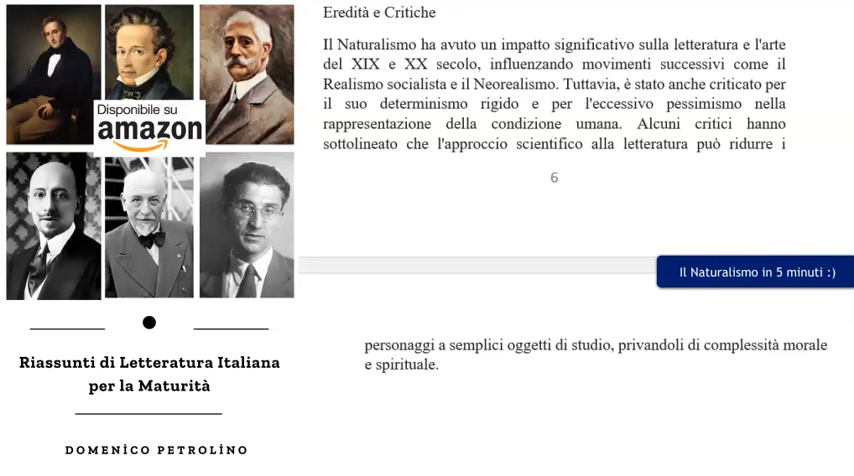 Disponibile su
amazon
Riassunti di Letteratura Italiana
per la Maturità
DOMENİCO PETROLİNO
Eredità e Critiche
Il Naturalismo ha avuto un impatto significativo sulla letteratura e l'arte
del XIX e XX secolo, influenzando movimenti successivi come il
Realismo socialista e il Neorealismo. Tuttavia, è stato anche criticato per
il suo determinismo rigido e per l'eccessivo pessimismo nella
rappresentazione della condizione umana. Alcuni critici hanno
sottolineato che l'approccio scientifico alla letteratura può ridurre i
6
Il Naturalismo in 5 minuti :)
personaggi a semplici oggetti di studio, privandoli di complessità morale
e spirituale.